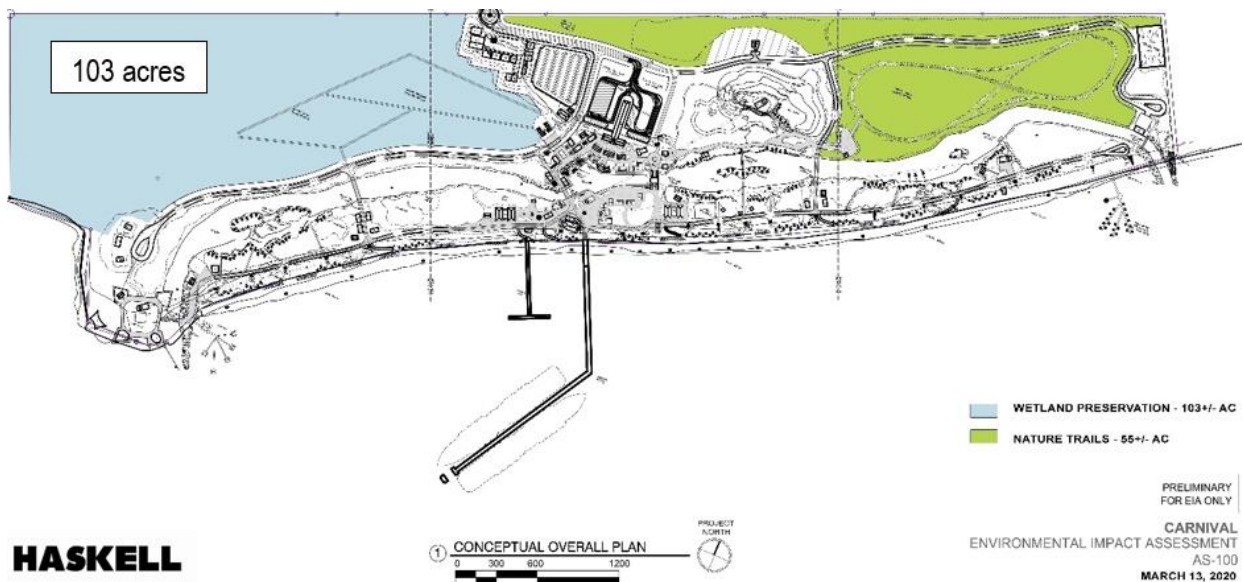 103 acres
WETLAND PRESERVATION - 103+/- AC
NATURE TRAILS - 55+/- AC
PRELIMINARY
FOR EIA ONLY
CARNIVAL
ENVIRONMENTAL IMPACT ASSESSMENT
AS-100
MARCH 13, 2020
PROJECT
NORTH
1 CONCEPTUAL OVERALL PLAN
0 300 600 1200
HASKELL